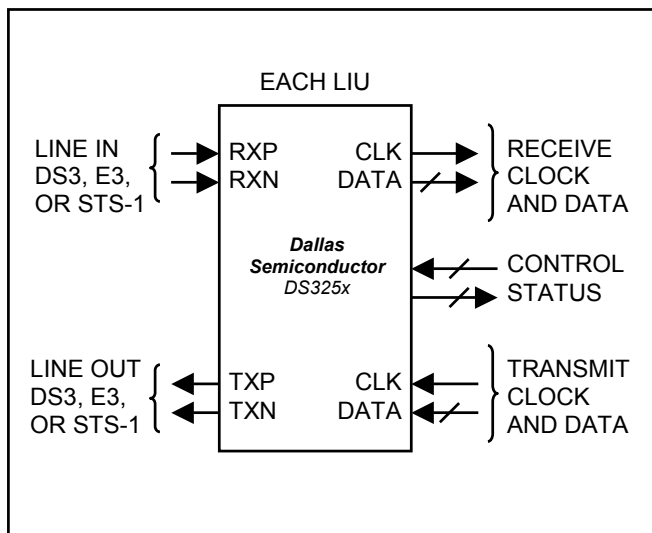 EACH LIU
LINE IN
DS3, E3,
OR STS-1
RXP
RXN
CLK
DATA
RECEIVE
CLOCK
AND DATA
Dallas
Semiconductor
DS325x
CONTROL
STATUS
LINE OUT
DS3, E3,
OR STS-1
TXP
TXN
CLK
DATA
TRANSMIT
CLOCK
AND DATA